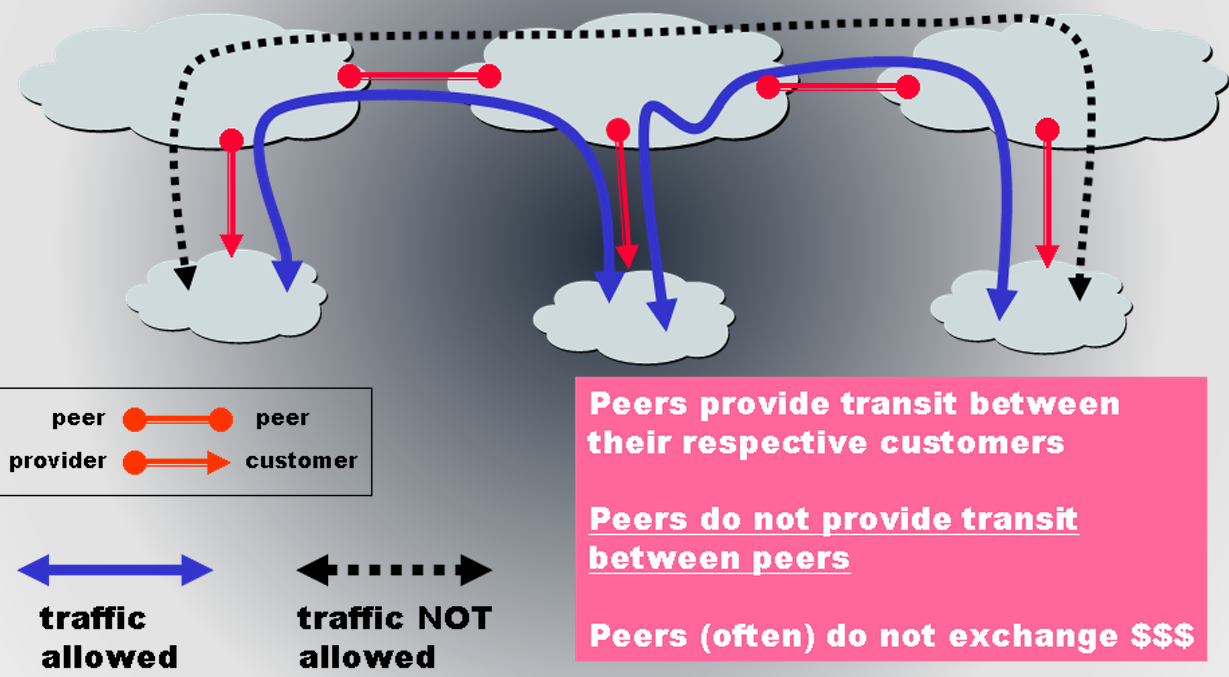 peer peer
provider customer
traffic
allowed
traffic NOT
allowed
Peers provide transit between
their respective customers
Peers do not provide transit
between peers
Peers (often) do not exchange $$$